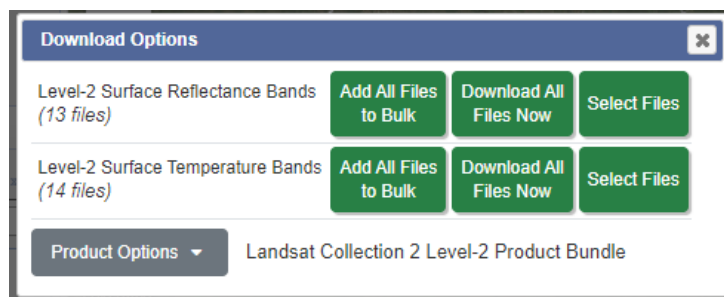 Download Options
Level-2 Surface Reflectance Bands
(13 files)
Add All Files
to Bulk
Download All
Files Now
Select Files
Level-2 Surface Temperature Bands
(14 files)
Add All Files
to Bulk
Download All
Files Now
Select Files
Product Options
Landsat Collection 2 Level-2 Product Bundle